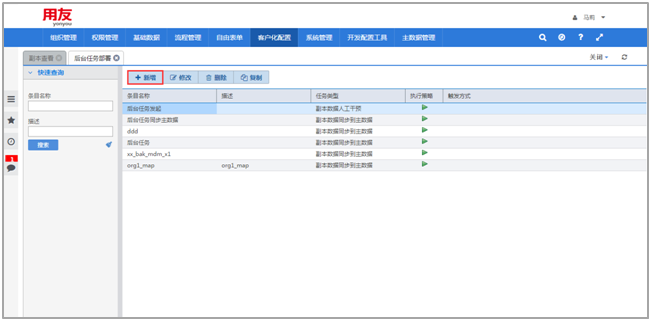 用友
yonyou
马莉
组织管理 权限管理 基础数据 流程管理 自由表单 客户化配置 系统管理 开发配置工具 主数据管理
副本查看 后台任务部署 关闭
快速查询
新增 修改 删除 复制
条目名称 描述 任务类型 执行策略 触发方式
条目名称
描述
搜索
后台任务发起 副本数据人工干预
后台任务同步主数据 副本数据同步到主数据
ddd 副本数据同步到主数据
后台任务 副本数据同步到主数据
xx_bak_mdm_x1 副本数据同步到主数据
org1_map org1_map 副本数据同步到主数据
1